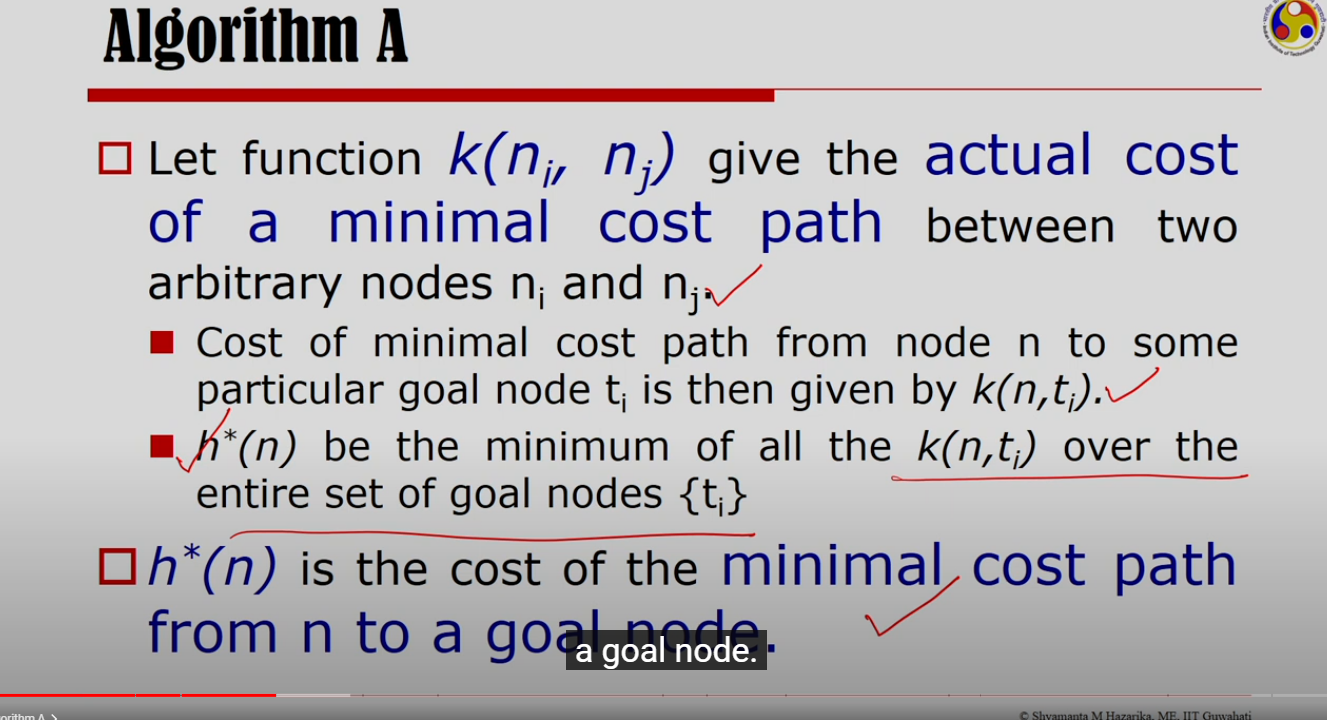 Algorithm A
Let function k(nᵢ, nⱼ) give the actual cost
of a minimal cost path between two
arbitrary nodes nᵢ and nⱼ.
Cost of minimal cost path from node n to some
particular goal node tᵢ is then given by k(n,tᵢ).
h*(n) be the minimum of all the k(n,tᵢ) over the
entire set of goal nodes {tᵢ}
h*(n) is the cost of the minimal cost path
from n to a goal node.
a goal node.
orithm A
© Shyamanta M Hazarika, ME, IIT Guwahati